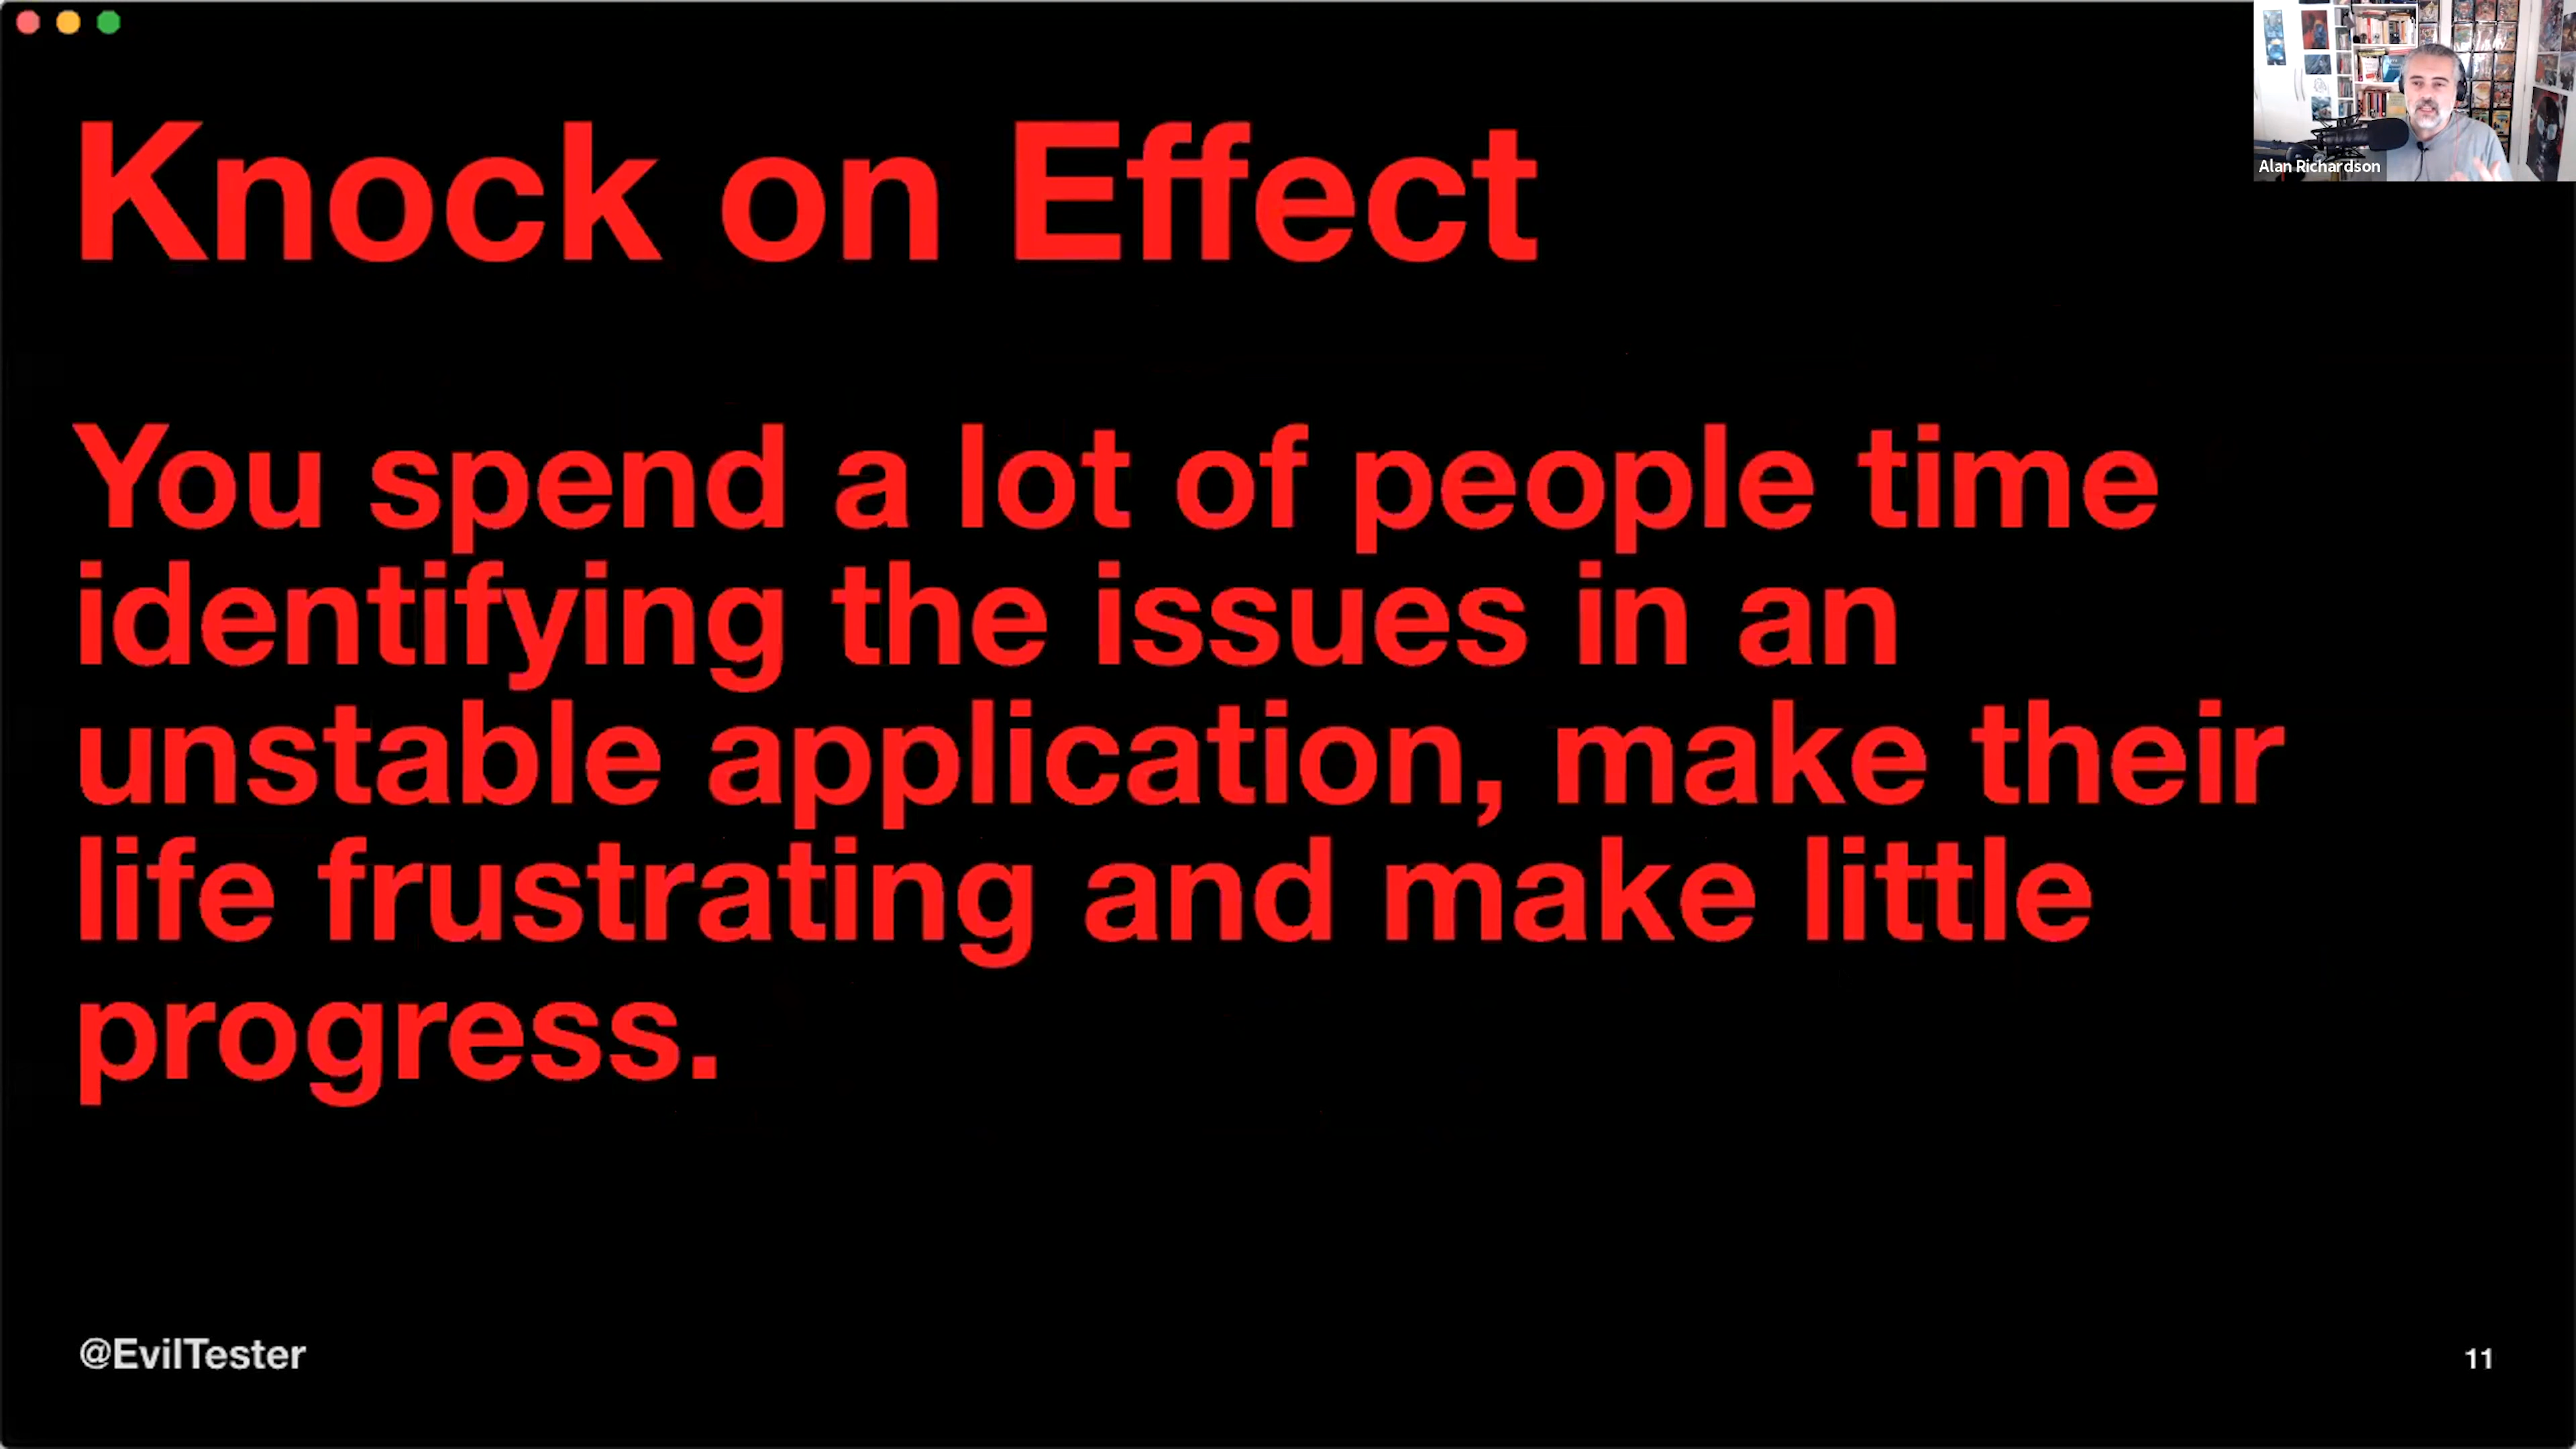 Alan Richardson
Knock on Effect
You spend a lot of people time
identifying the issues in an
unstable application, make their
life frustrating and make little
progress.
@EvilTester
11